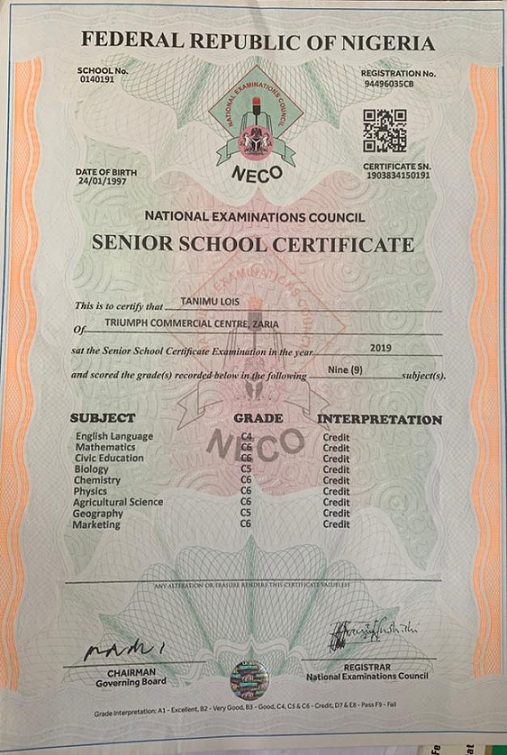 FEDERAL REPUBLIC OF NIGERIA
SCHOOL No.
0140191
REGISTRATION No.
94496035CB
NATIONAL EXAMINATIONS COUNCIL
NECO
DATE OF BIRTH
24/01/1997
CERTIFICATE SN.
1903834150191
NATIONAL EXAMINATIONS COUNCIL
SENIOR SCHOOL CERTIFICATE
This is to certify that TANIMU LOIS
Of TRIUMPH COMMERCIAL CENTRE, ZARIA
sat the Senior School Certificate Examination in the year 2019
and scored the grade(s) recorded below in the following Nine (9) subject(s).
SUBJECT GRADE INTERPRETATION
English Language C4 Credit
Mathematics C6 Credit
Civic Education C6 Credit
Biology C5 Credit
Chemistry C6 Credit
Physics C6 Credit
Agricultural Science C6 Credit
Geography C5 Credit
Marketing C6 Credit
NECO
ANY ALTERATION OR ERASURE RENDERS THIS CERTIFICATE VALUELESS
CHAIRMAN
Governing Board
REGISTRAR
National Examinations Council
Grade Interpretation: A1 - Excellent, B2 - Very Good, B3 - Good, C4, C5 & C6 - Credit, D7 & E8 - Pass F9 - Fail